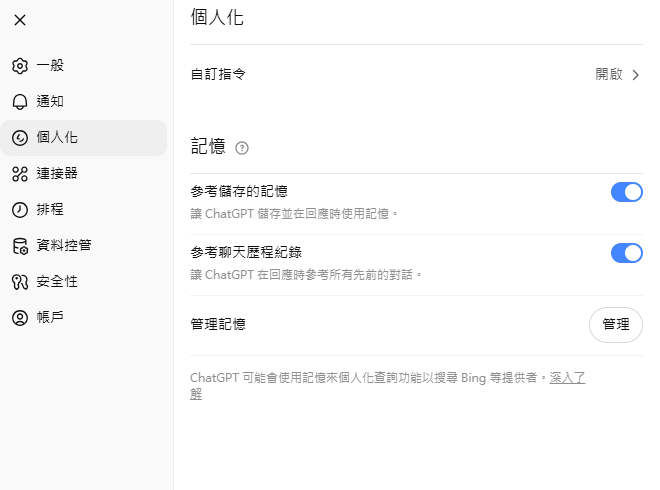 個人化
一般
通知
個人化
連接器
排程
資料控管
安全性
帳戶
自訂指令
開啟
記憶
參考儲存的記憶
讓 ChatGPT 儲存並在回應時使用記憶。
參考聊天歷程紀錄
讓 ChatGPT 在回應時參考所有先前的對話。
管理記憶
管理
ChatGPT 可能會使用記憶來個人化查詢功能以搜尋 Bing 等提供者。深入了
解